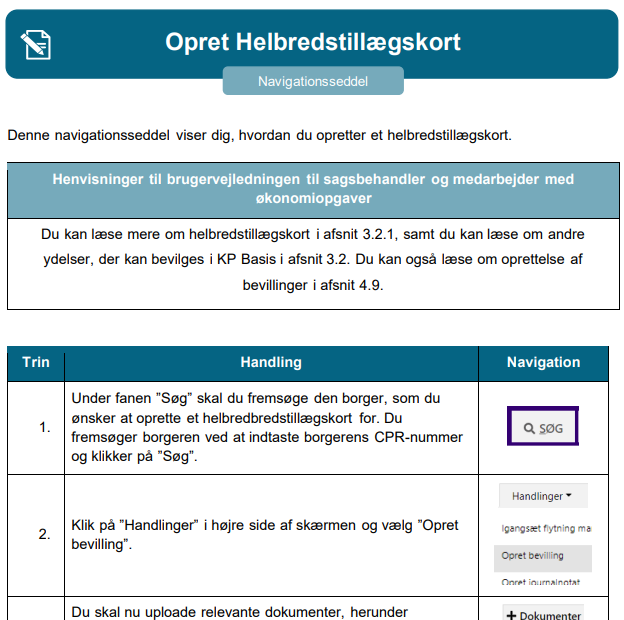 Opret Helbredstillægskort
Navigationsseddel
Denne navigationsseddel viser dig, hvordan du opretter et helbredstillægskort.
Henvisninger til brugervejledningen til sagsbehandler og medarbejder med
økonomiopgaver
Du kan læse mere om helbredstillægskort i afsnit 3.2.1, samt du kan læse om andre
ydelser, der kan bevilges i KP Basis i afsnit 3.2. Du kan også læse om oprettelse af
bevillinger i afsnit 4.9.
Trin Handling Navigation
1.
Under fanen ”Søg” skal du fremsøge den borger, som du
ønsker at oprette et helbredbredstillægskort for. Du
fremsøger borgeren ved at indtaste borgerens CPR-nummer
og klikker på ”Søg”.
SØG
2.
Klik på ”Handlinger” i højre side af skærmen og vælg ”Opret
bevilling”.
Handlinger
Igangsæt flytning ma
Opret bevilling
Opret journalnotat
Du skal nu uploade relevante dokumenter, herunder
+ Dokumenter